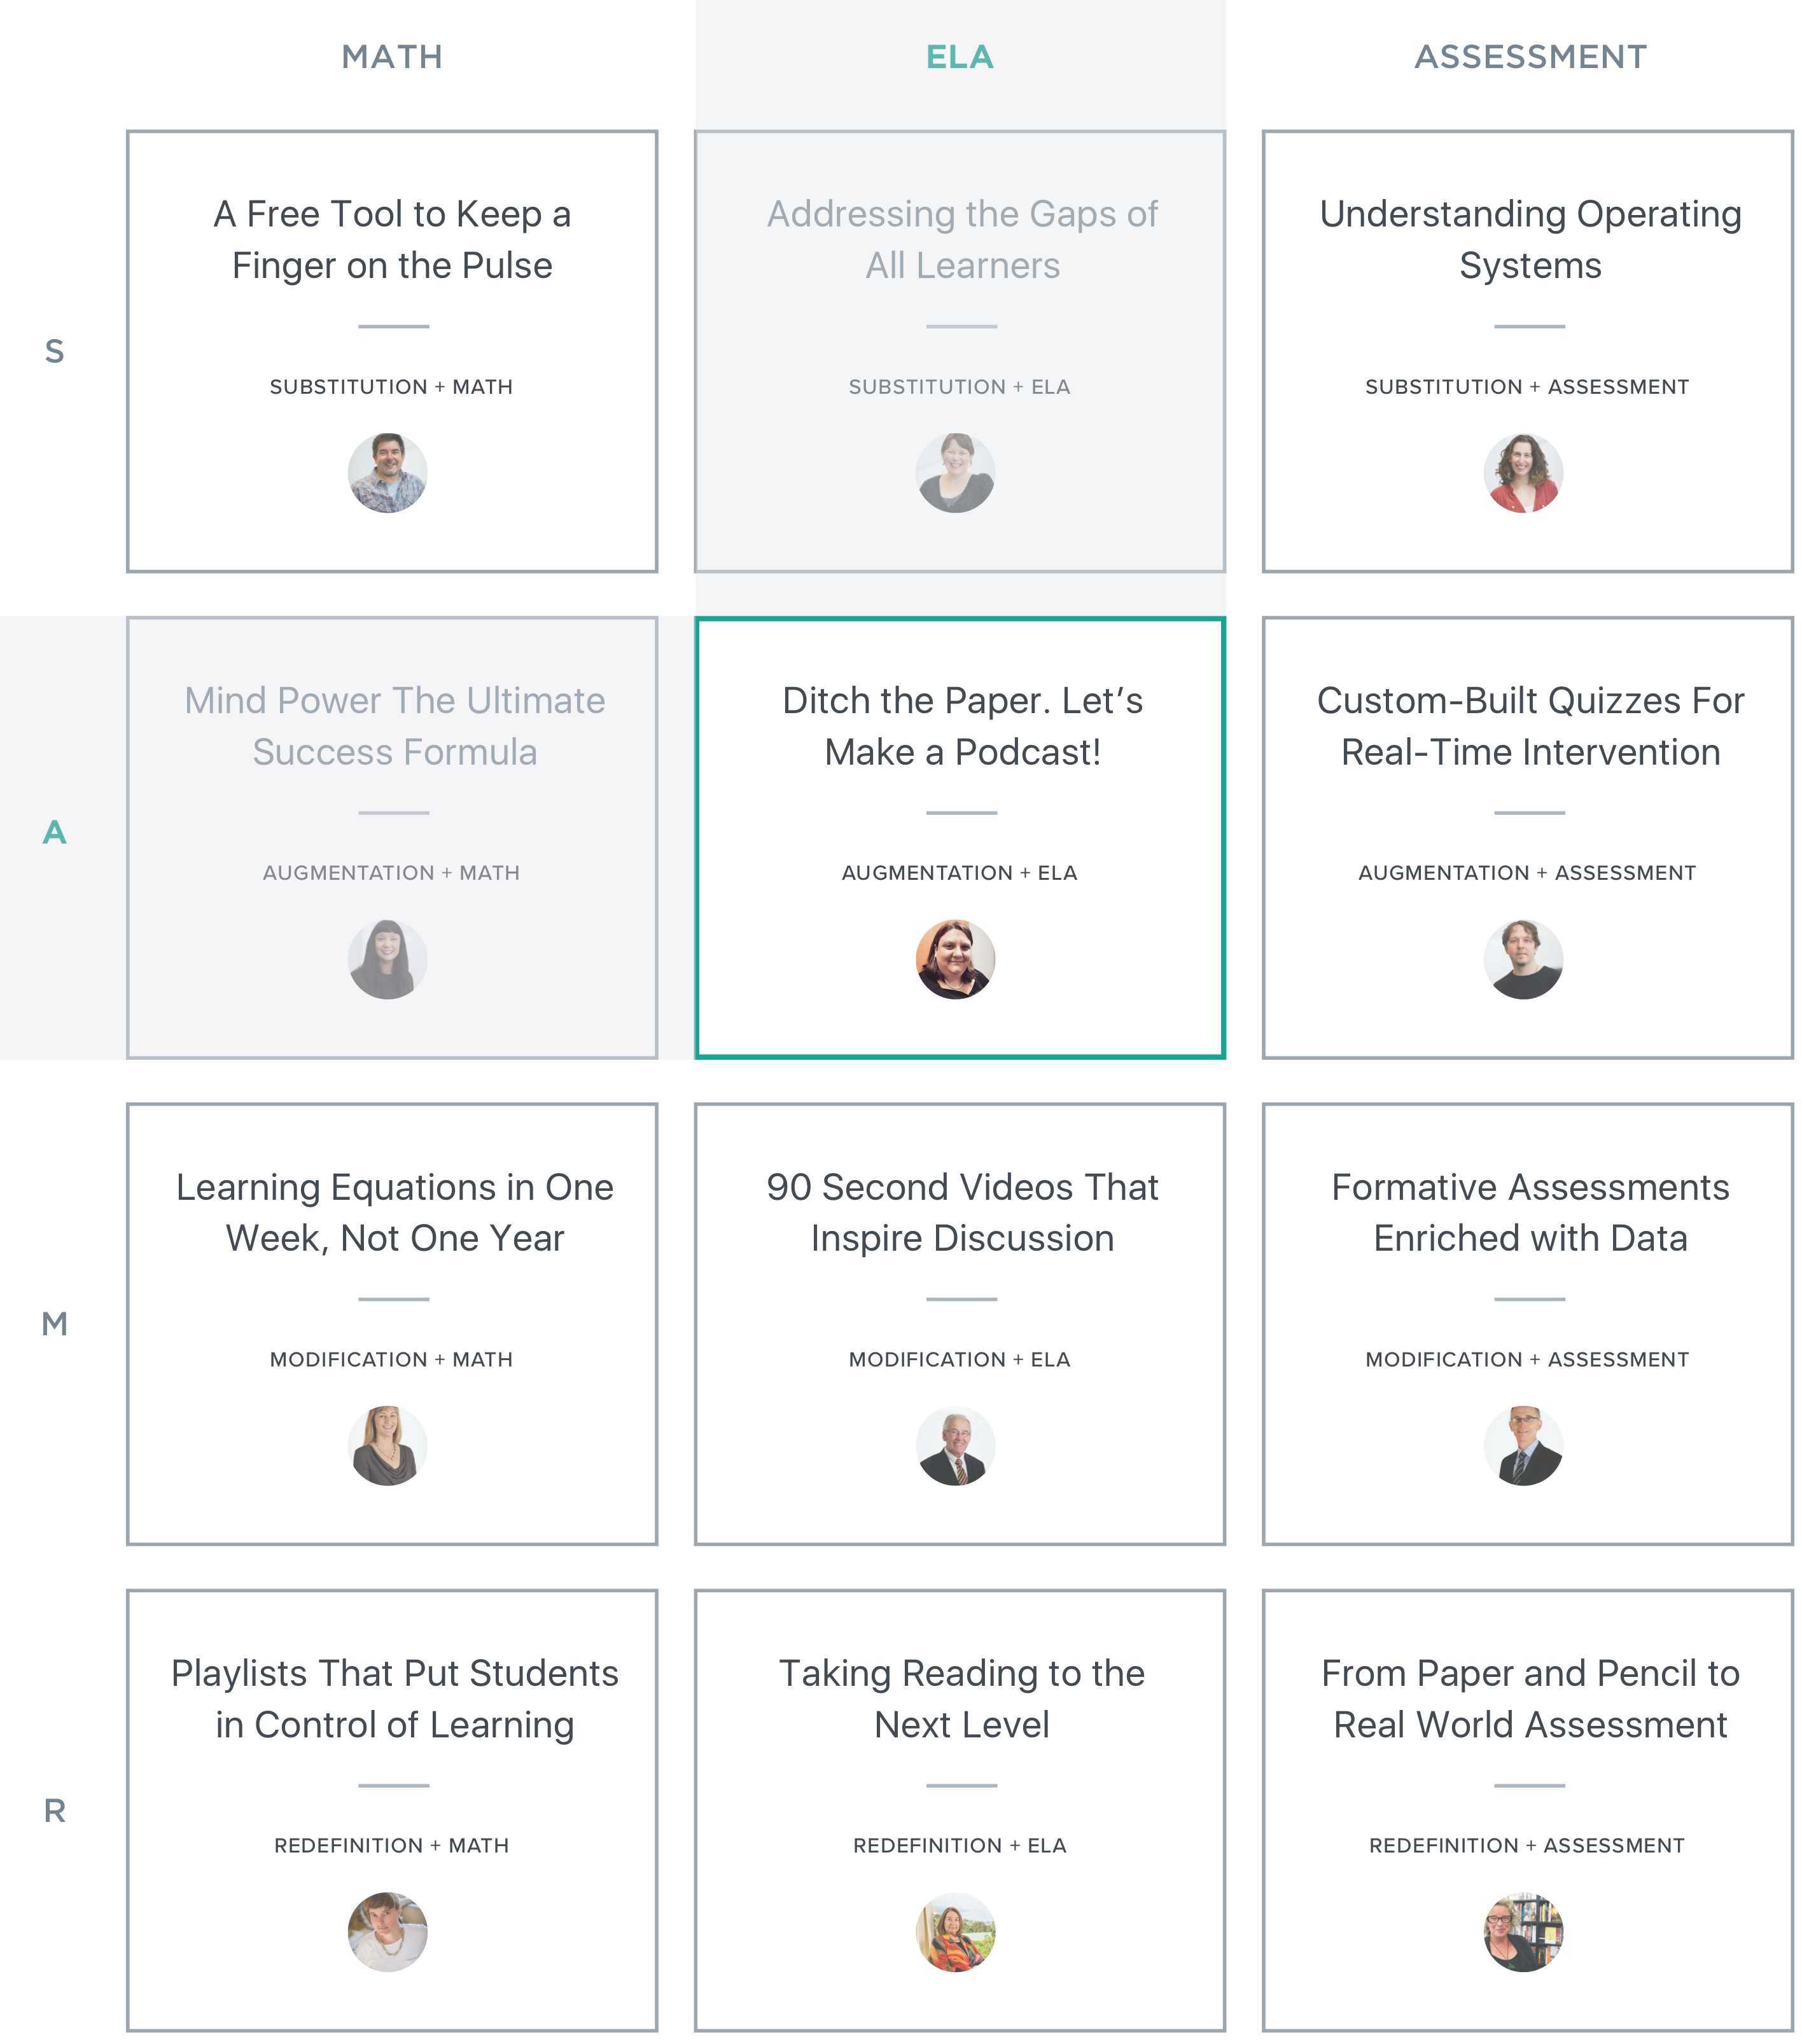 MATH
ELA
ASSESSMENT
S
A Free Tool to Keep a
Finger on the Pulse
SUBSTITUTION + MATH
Addressing the Gaps of
All Learners
SUBSTITUTION + ELA
Understanding Operating
Systems
SUBSTITUTION + ASSESSMENT
A
Mind Power The Ultimate
Success Formula
AUGMENTATION + MATH
Ditch the Paper. Let’s
Make a Podcast!
AUGMENTATION + ELA
Custom-Built Quizzes For
Real-Time Intervention
AUGMENTATION + ASSESSMENT
M
Learning Equations in One
Week, Not One Year
MODIFICATION + MATH
90 Second Videos That
Inspire Discussion
MODIFICATION + ELA
Formative Assessments
Enriched with Data
MODIFICATION + ASSESSMENT
R
Playlists That Put Students
in Control of Learning
REDEFINITION + MATH
Taking Reading to the
Next Level
REDEFINITION + ELA
From Paper and Pencil to
Real World Assessment
REDEFINITION + ASSESSMENT